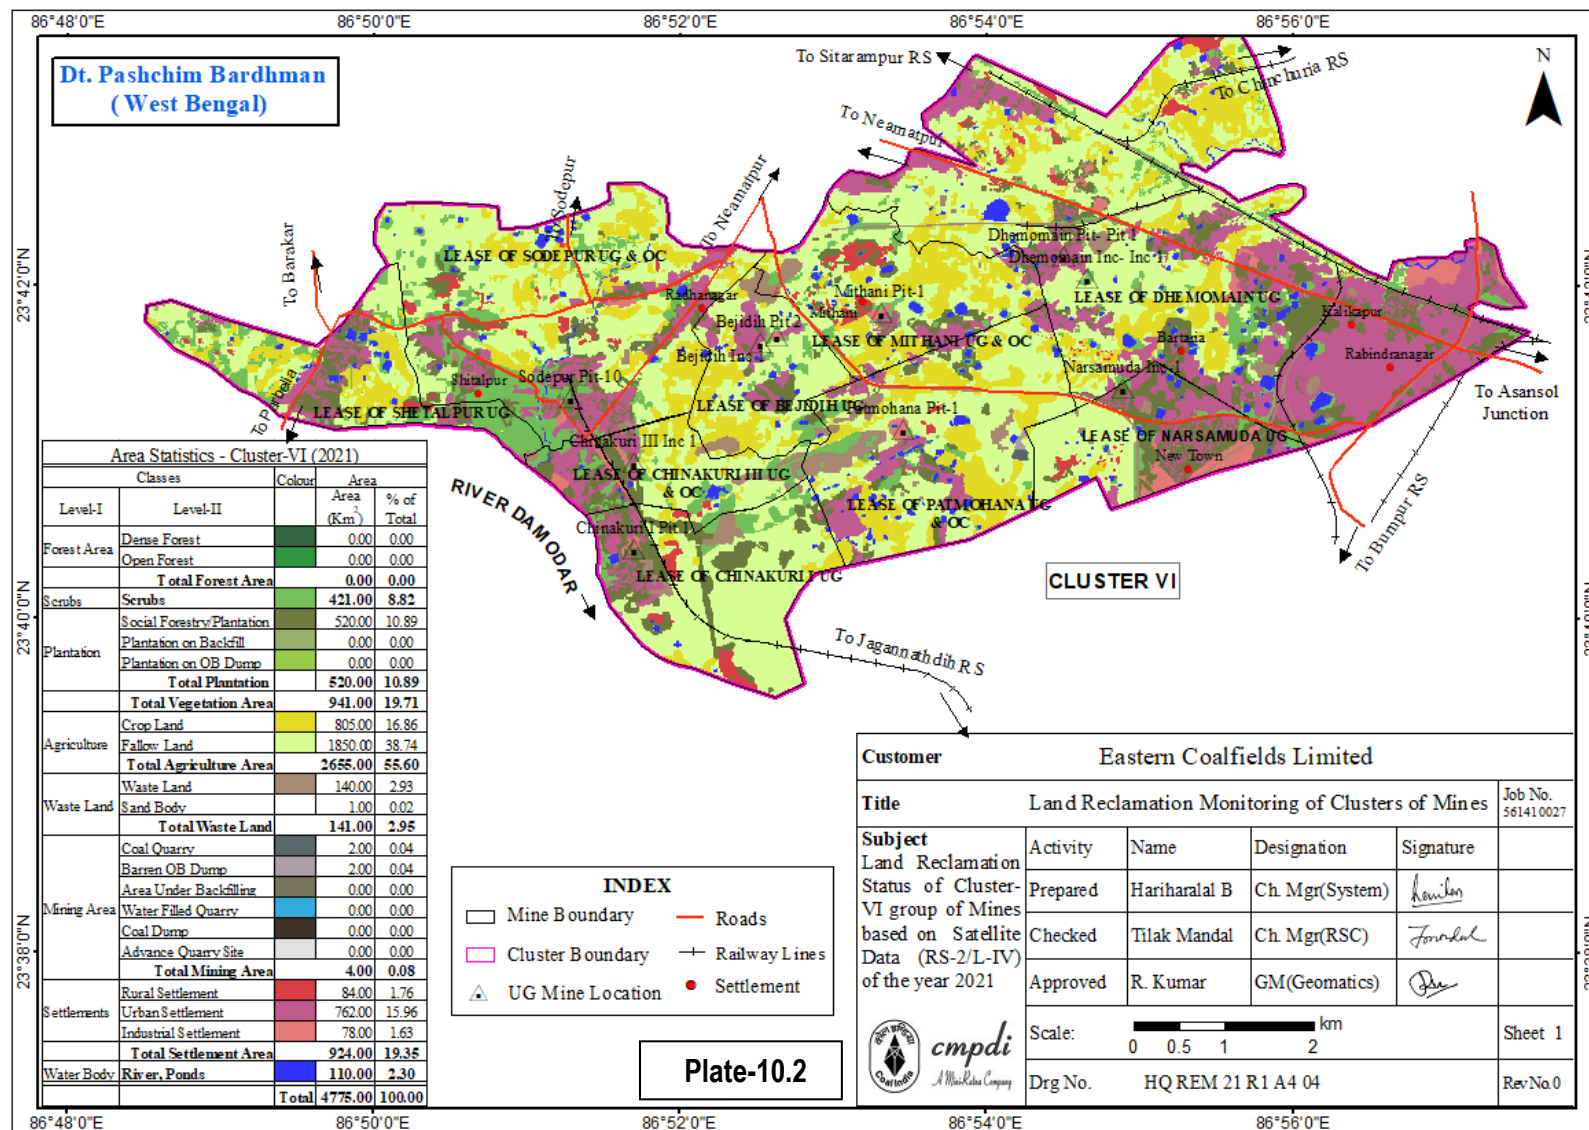 86°48'0"E 86°50'0"E 86°52'0"E 86°54'0"E 86°56'0"E
Dt. Pashchim Bardhman
( West Bengal)
N
To Sitarampur RS
To Chinchuria RS
To Neamatpur
To Sodepur
To Neamatpur
To Barakar
23°42'0"N
23°42'0"N
LEASE OF SODEPUR UG & OC
Dhemomain Pit- Pit 1
Dhemomain Inc- Inc 1
Radhanagar
Mithani Pit-1
LEASE OF DHEMOMAIN UG
Mithani
Bejidih Pit 2
Kalikapur
LEASE OF MITHANI UG & OC
Bartaria
Bejidih Inc 1
Rabindranagar
Narsamuda Inc-1
Shitalpur
Sodepur Pit-10
To Purbelia
LEASE OF SHETALPUR UG
LEASE OF BEJIDIH UG
Patmohana Pit-1
To Asansol
Junction
Chinakuri III Inc 1
LEASE OF NARSAMUDA UG
New Town
LEASE OF CHINAKURI III UG
& OC
RIVER DAMODAR
LEASE OF PATMOHANA UG
& OC
To Burnpur RS
Chinakuri-I Pit 1
LEASE OF CHINAKURI I UG
CLUSTER VI
23°40'0"N
23°40'0"N
To Jagannathdih RS
Area Statistics - Cluster-VI (2021)
Classes Colour Area
Level-I Level-II Area (Km²) % of Total
Forest Area Dense Forest 0.00 0.00
Open Forest 0.00 0.00
Total Forest Area 0.00 0.00
Scrubs Scrubs 421.00 8.82
Plantation Social Forestry/Plantation 520.00 10.89
Plantation on Backfill 0.00 0.00
Plantation on OB Dump 0.00 0.00
Total Plantation 520.00 10.89
Total Vegetation Area 941.00 19.71
Agriculture Crop Land 805.00 16.86
Fallow Land 1850.00 38.74
Total Agriculture Area 2655.00 55.60
Waste Land Waste Land 140.00 2.93
Sand Body 1.00 0.02
Total Waste Land 141.00 2.95
Mining Area Coal Quarry 2.00 0.04
Barren OB Dump 2.00 0.04
Area Under Backfilling 0.00 0.00
Water Filled Quarry 0.00 0.00
Coal Dump 0.00 0.00
Advance Quarry Site 0.00 0.00
Total Mining Area 4.00 0.08
Settlements Rural Settlement 84.00 1.76
Urban Settlement 762.00 15.96
Industrial Settlement 78.00 1.63
Total Settlement Area 924.00 19.35
Water Body River, Ponds 110.00 2.30
Total 4775.00 100.00
23°38'0"N
23°38'0"N
INDEX
Mine Boundary Roads
Cluster Boundary Railway Lines
UG Mine Location Settlement
Plate-10.2
Customer Eastern Coalfields Limited
Title Land Reclamation Monitoring of Clusters of Mines
Job No.
561410027
Subject
Land Reclamation
Status of Cluster-
VI group of Mines
based on Satellite
Data (RS-2/L-IV)
of the year 2021
Activity Name Designation Signature
Prepared Hariharalal B Ch. Mgr(System)
Checked Tilak Mandal Ch. Mgr(RSC)
Approved R. Kumar GM(Geomatics)
Coal India
cmpdi
A Mini Ratna Company
Scale: 0 0.5 1 2 km
Sheet 1
Drg No. HQ REM 21 R1 A4 04
Rev No.0
86°48'0"E 86°50'0"E 86°52'0"E 86°54'0"E 86°56'0"E